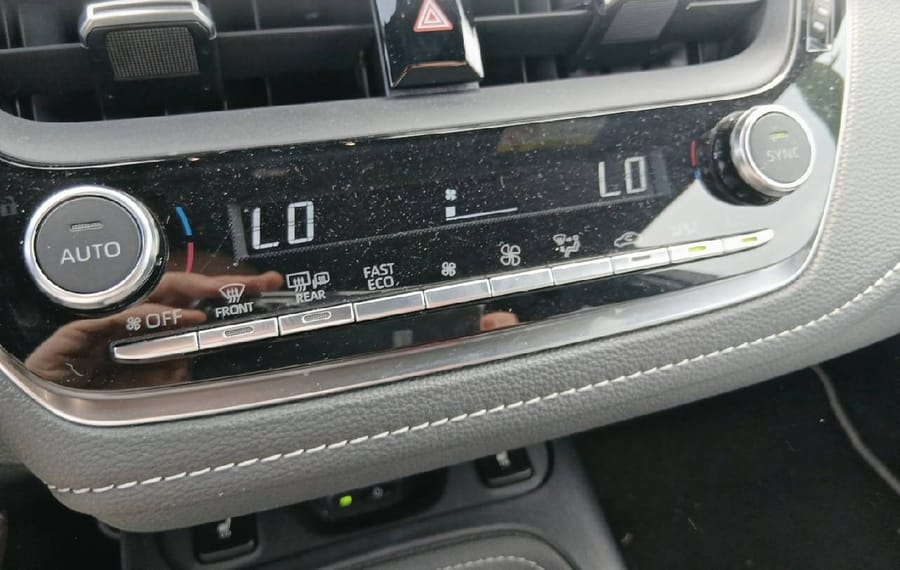 LO
LO
SYNC
AUTO
FAST
ECO
REAR
FRONT
OFF